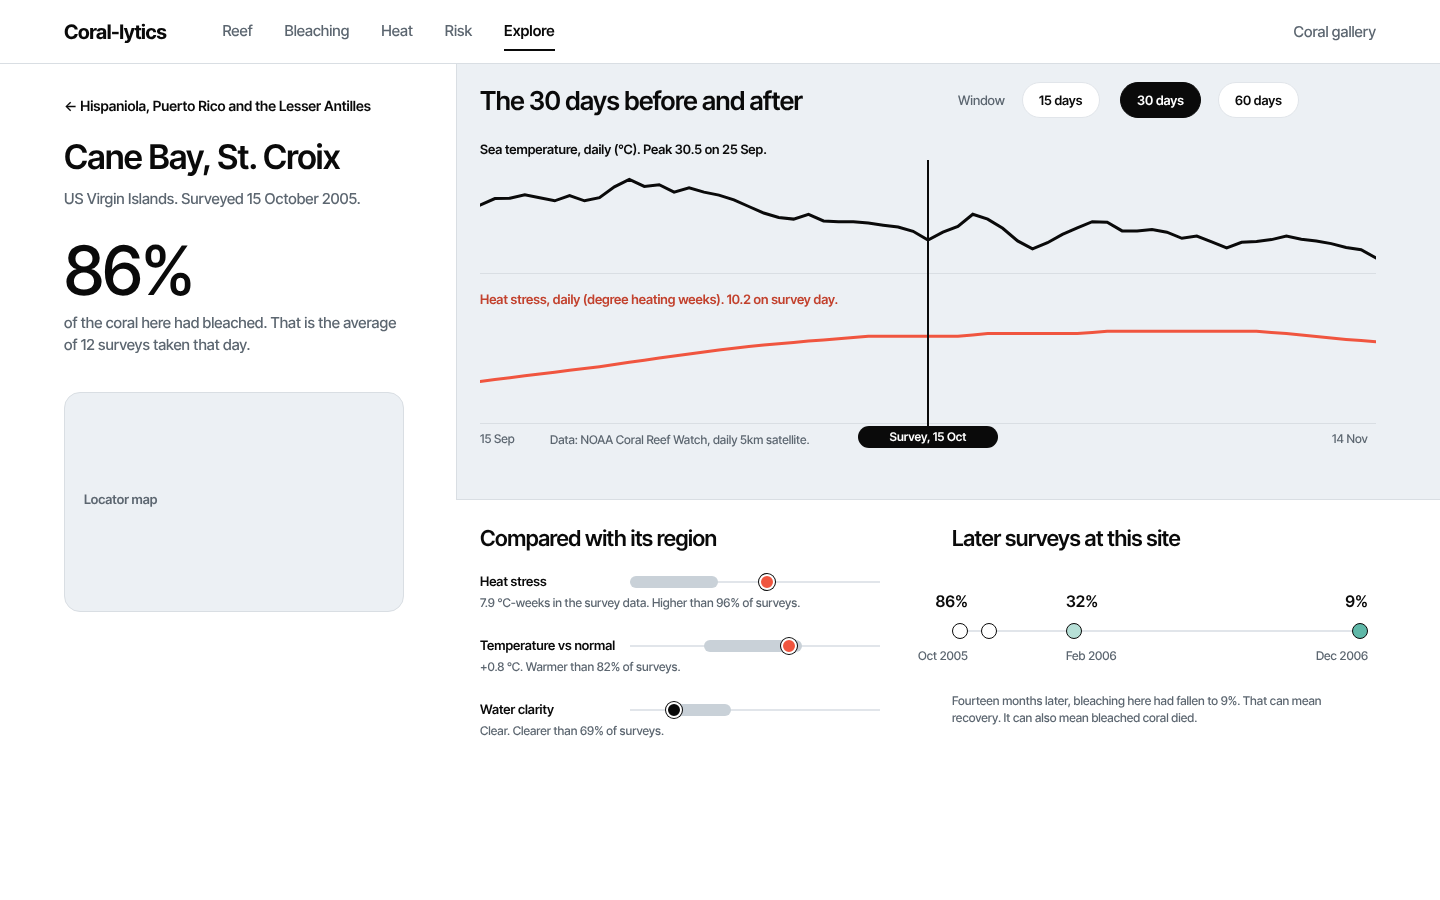 Coral-lytics
Reef
Bleaching
Heat
Risk
Explore
Coral gallery
← Hispaniola, Puerto Rico and the Lesser Antilles
Cane Bay, St. Croix
US Virgin Islands. Surveyed 15 October 2005.
86%
of the coral here had bleached. That is the average
of 12 surveys taken that day.
Locator map
The 30 days before and after
Window
15 days
30 days
60 days
Sea temperature, daily (°C). Peak 30.5 on 25 Sep.
Heat stress, daily (degree heating weeks). 10.2 on survey day.
15 Sep
Data: NOAA Coral Reef Watch, daily 5km satellite.
Survey, 15 Oct
14 Nov
Compared with its region
Heat stress
7.9 °C-weeks in the survey data. Higher than 96% of surveys.
Temperature vs normal
+0.8 °C. Warmer than 82% of surveys.
Water clarity
Clear. Clearer than 69% of surveys.
Later surveys at this site
86%
32%
9%
Oct 2005
Feb 2006
Dec 2006
Fourteen months later, bleaching here had fallen to 9%. That can mean
recovery. It can also mean bleached coral died.